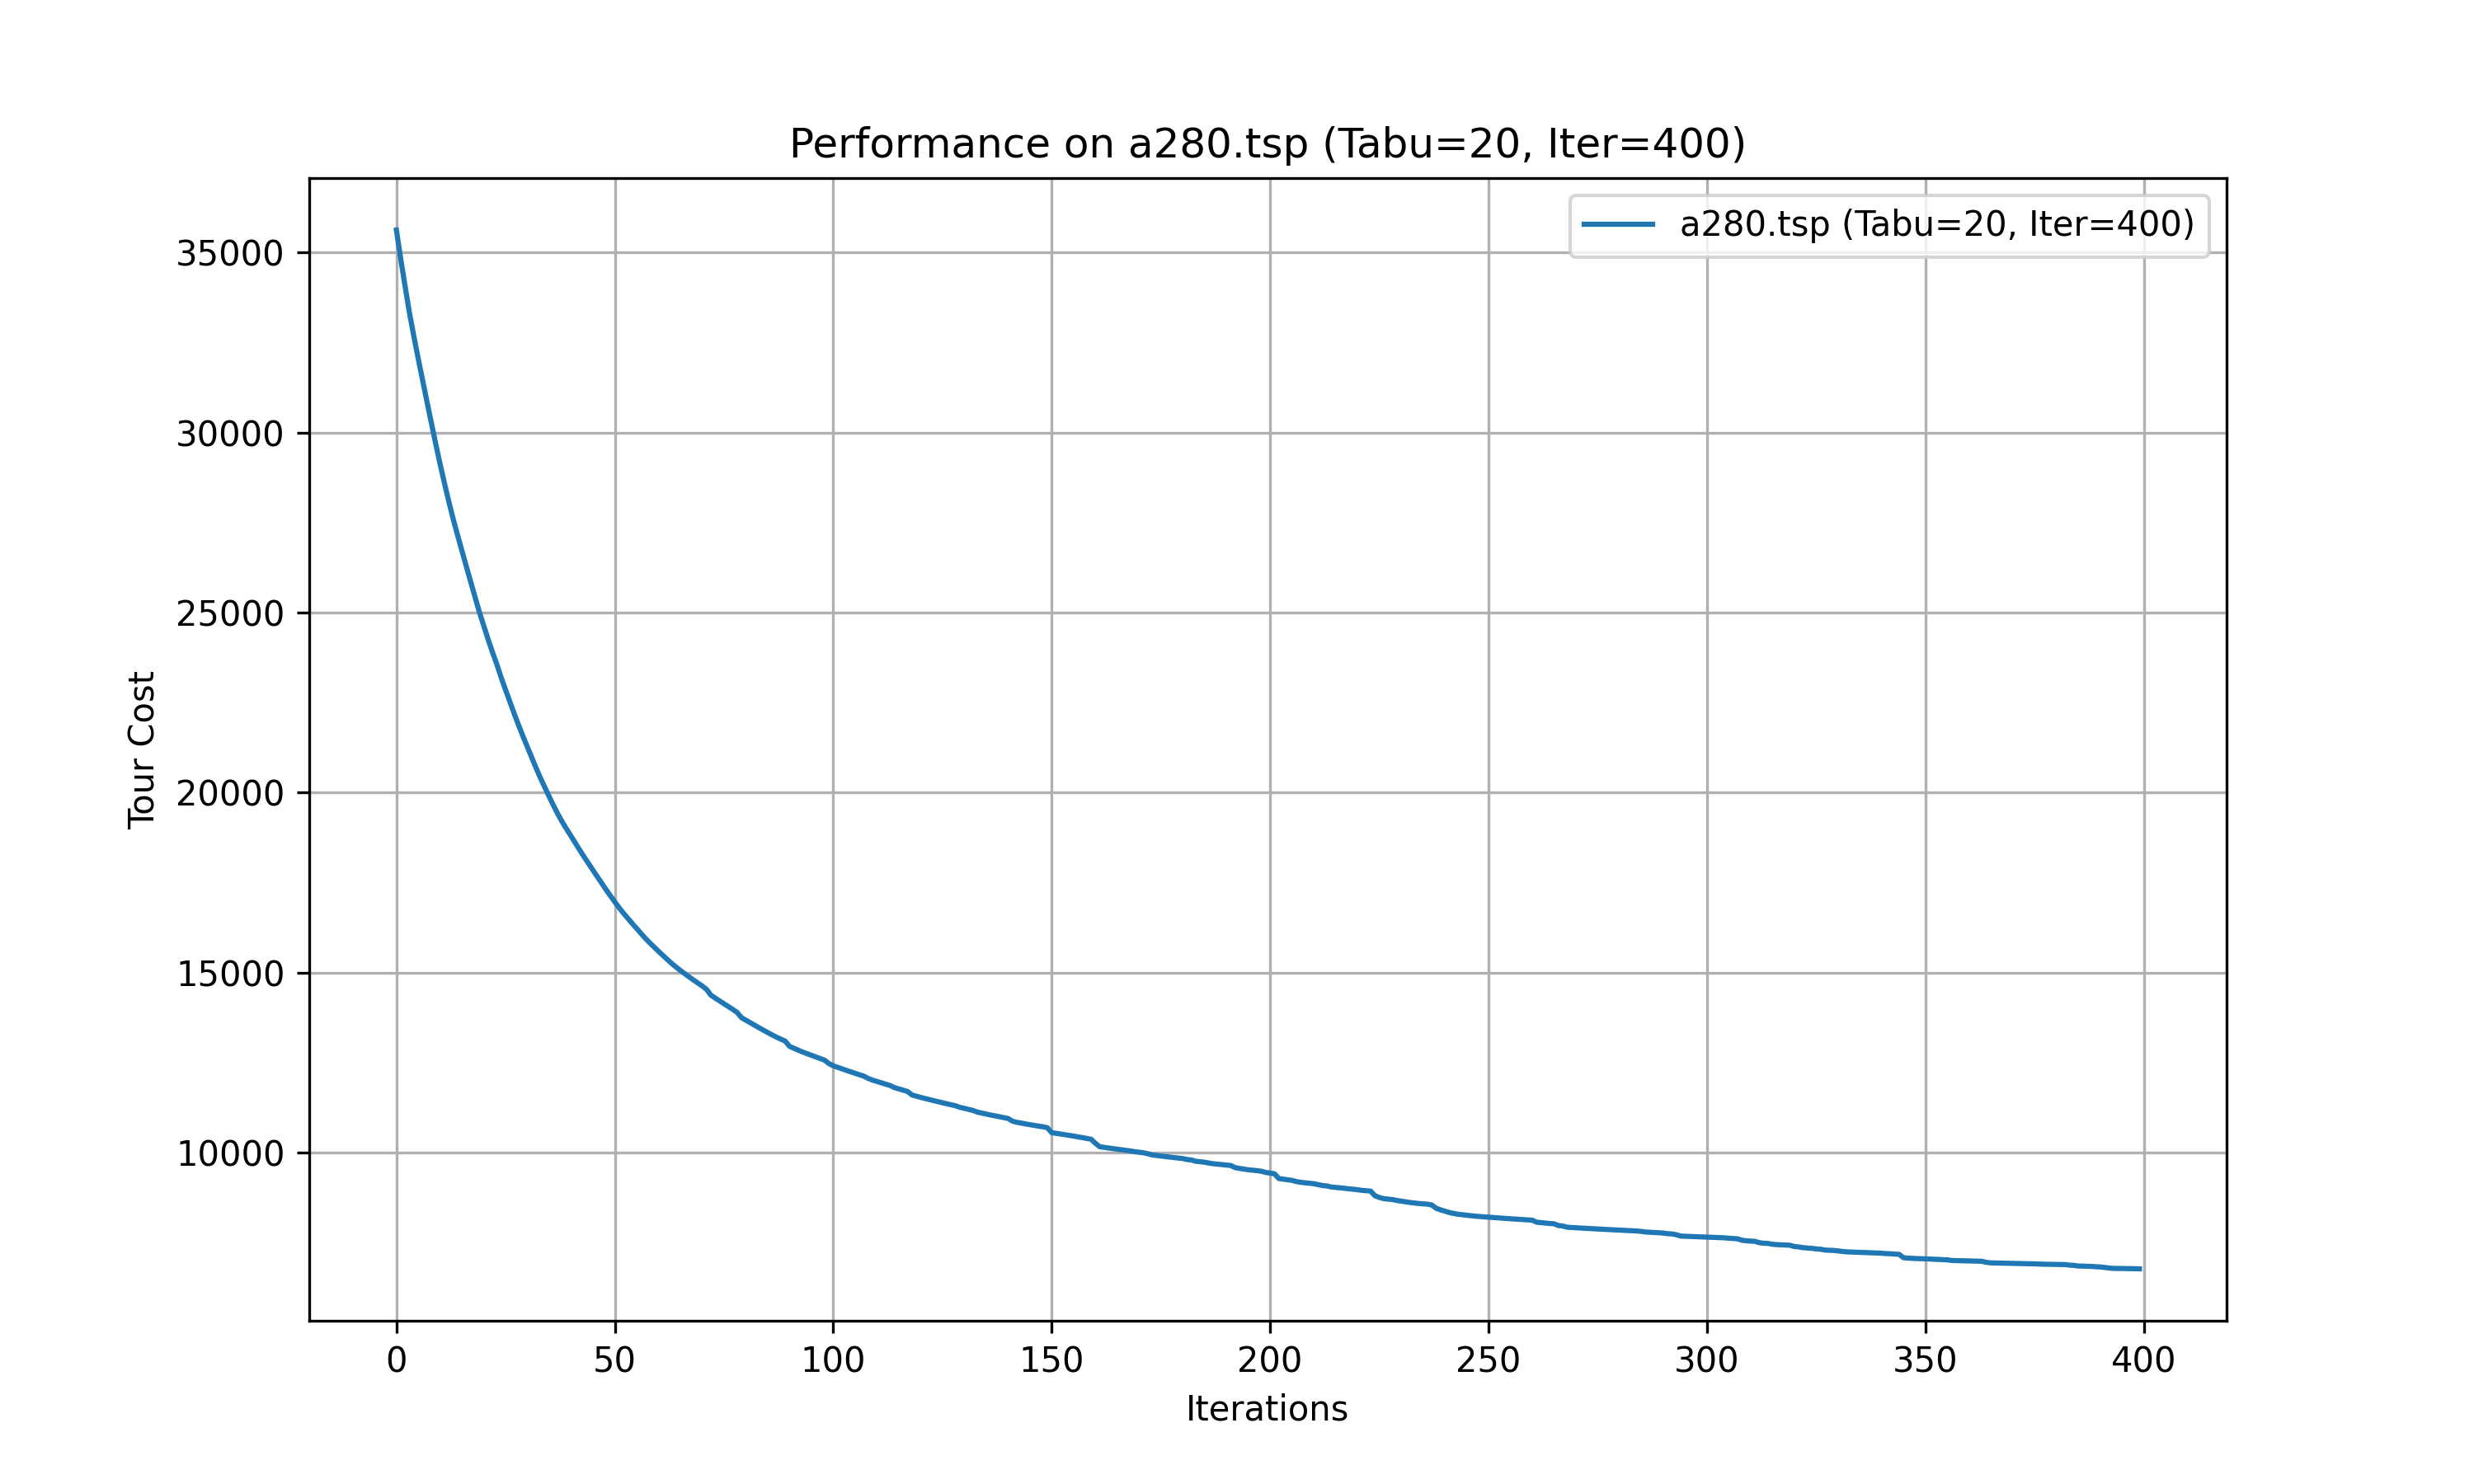 Performance on a280.tsp (Tabu=20, Iter=400)
a280.tsp (Tabu=20, Iter=400)
35000
30000
25000
20000
15000
10000
Tour Cost
0 50 100 150 200 250 300 350 400
Iterations